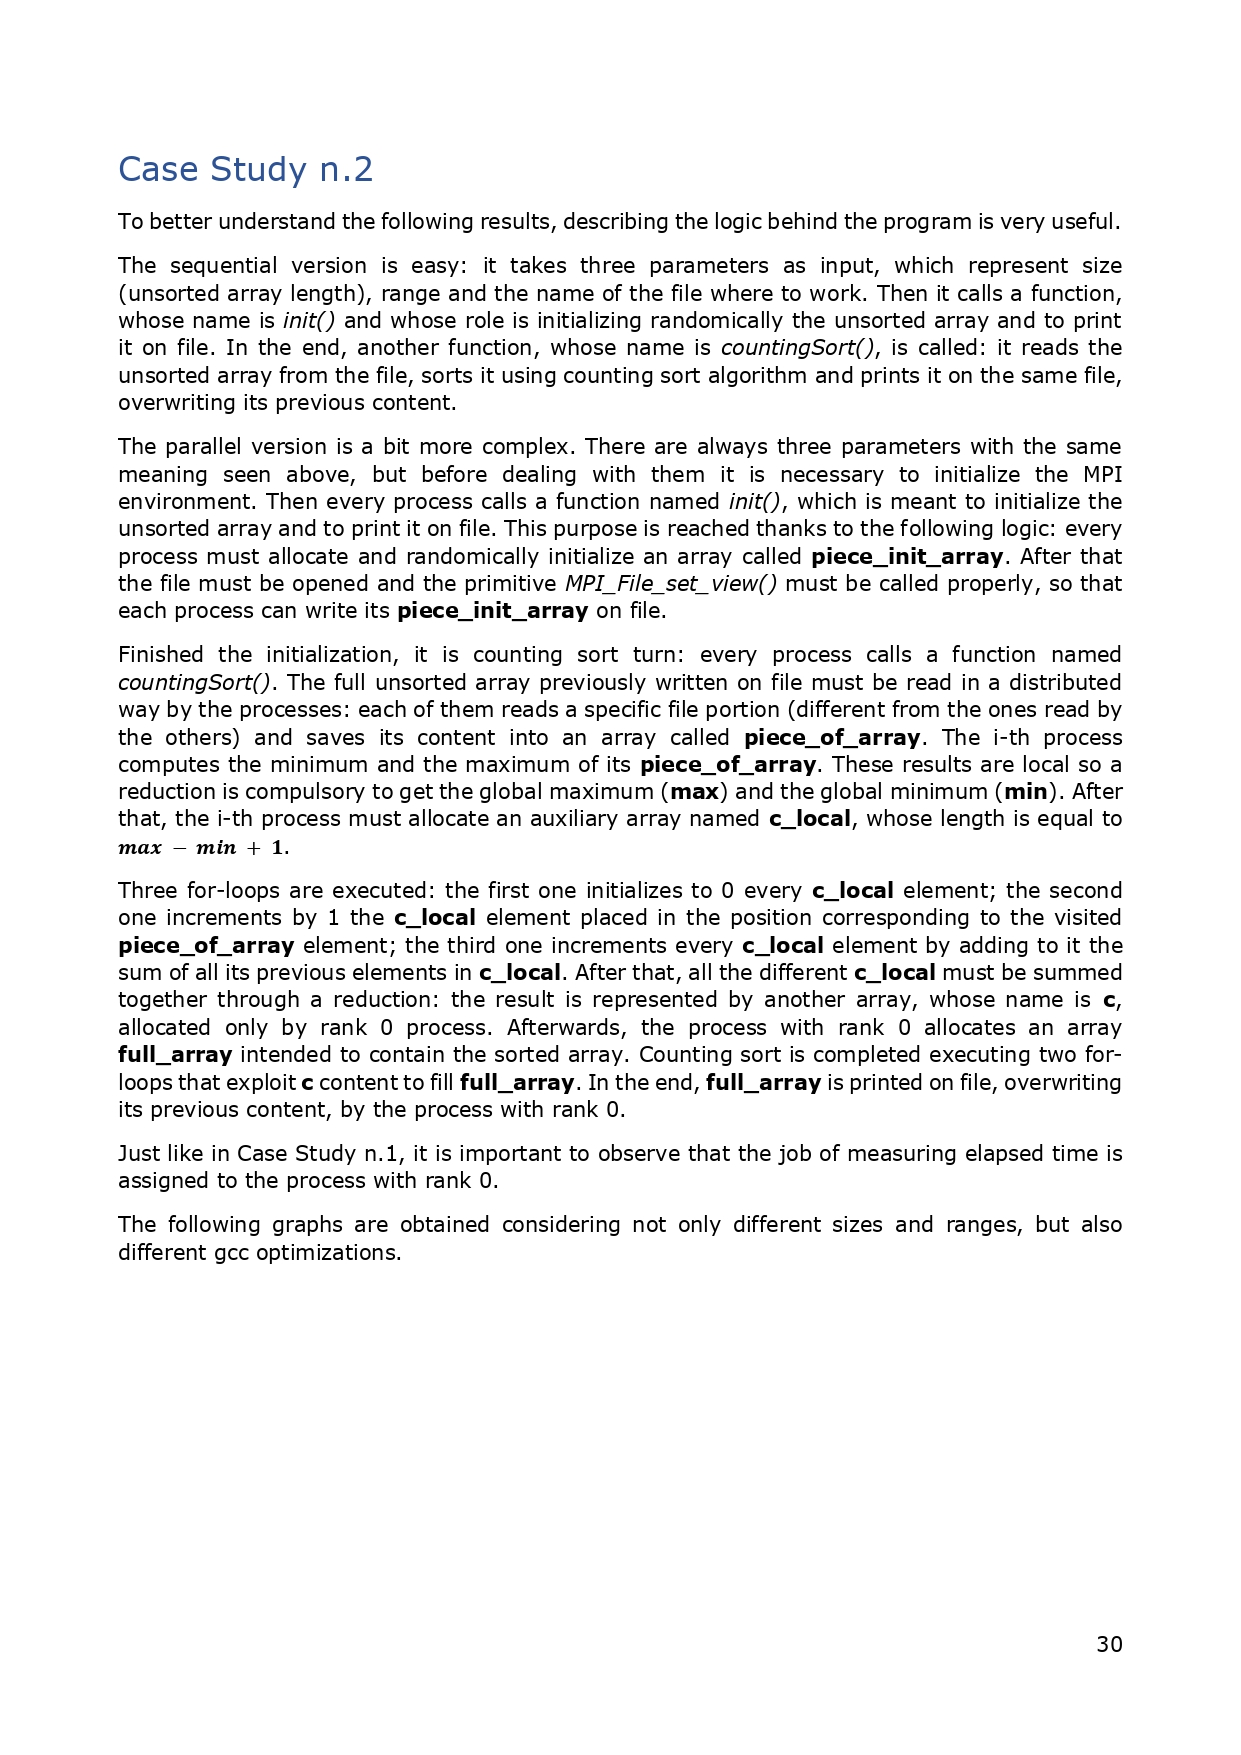 Case Study n.2
To better understand the following results, describing the logic behind the program is very useful.
The sequential version is easy: it takes three parameters as input, which represent size
(unsorted array length), range and the name of the file where to work. Then it calls a function,
whose name is init() and whose role is initializing randomically the unsorted array and to print
it on file. In the end, another function, whose name is countingSort(), is called: it reads the
unsorted array from the file, sorts it using counting sort algorithm and prints it on the same file,
overwriting its previous content.
The parallel version is a bit more complex. There are always three parameters with the same
meaning seen above, but before dealing with them it is necessary to initialize the MPI
environment. Then every process calls a function named init(), which is meant to initialize the
unsorted array and to print it on file. This purpose is reached thanks to the following logic: every
process must allocate and randomically initialize an array called piece_init_array. After that
the file must be opened and the primitive MPI_File_set_view() must be called properly, so that
each process can write its piece_init_array on file.
Finished the initialization, it is counting sort turn: every process calls a function named
countingSort(). The full unsorted array previously written on file must be read in a distributed
way by the processes: each of them reads a specific file portion (different from the ones read by
the others) and saves its content into an array called piece_of_array. The i-th process
computes the minimum and the maximum of its piece_of_array. These results are local so a
reduction is compulsory to get the global maximum (max) and the global minimum (min). After
that, the i-th process must allocate an auxiliary array named c_local, whose length is equal to
max − min + 1.
Three for-loops are executed: the first one initializes to 0 every c_local element; the second
one increments by 1 the c_local element placed in the position corresponding to the visited
piece_of_array element; the third one increments every c_local element by adding to it the
sum of all its previous elements in c_local. After that, all the different c_local must be summed
together through a reduction: the result is represented by another array, whose name is c,
allocated only by rank 0 process. Afterwards, the process with rank 0 allocates an array
full_array intended to contain the sorted array. Counting sort is completed executing two for-
loops that exploit c content to fill full_array. In the end, full_array is printed on file, overwriting
its previous content, by the process with rank 0.
Just like in Case Study n.1, it is important to observe that the job of measuring elapsed time is
assigned to the process with rank 0.
The following graphs are obtained considering not only different sizes and ranges, but also
different gcc optimizations.
30